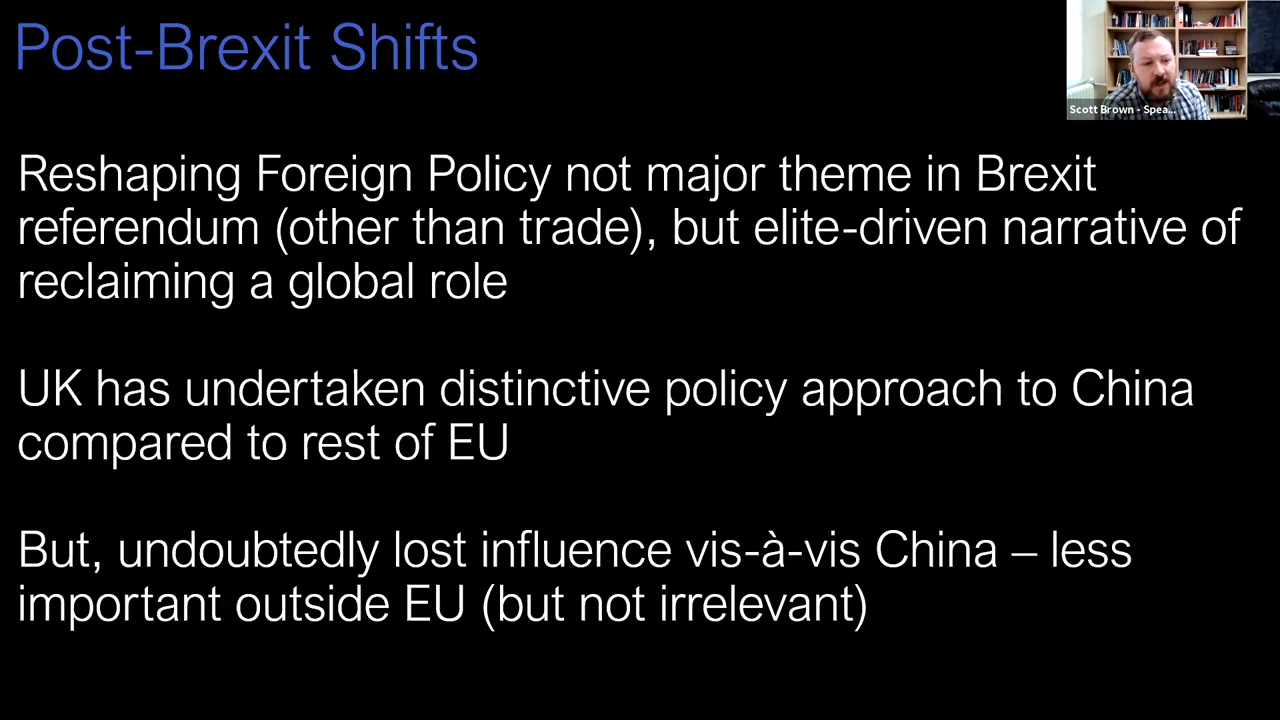 Post-Brexit Shifts
Scott Brown - Spea...
Reshaping Foreign Policy not major theme in Brexit
referendum (other than trade), but elite-driven narrative of
reclaiming a global role
UK has undertaken distinctive policy approach to China
compared to rest of EU
But, undoubtedly lost influence vis-à-vis China – less
important outside EU (but not irrelevant)